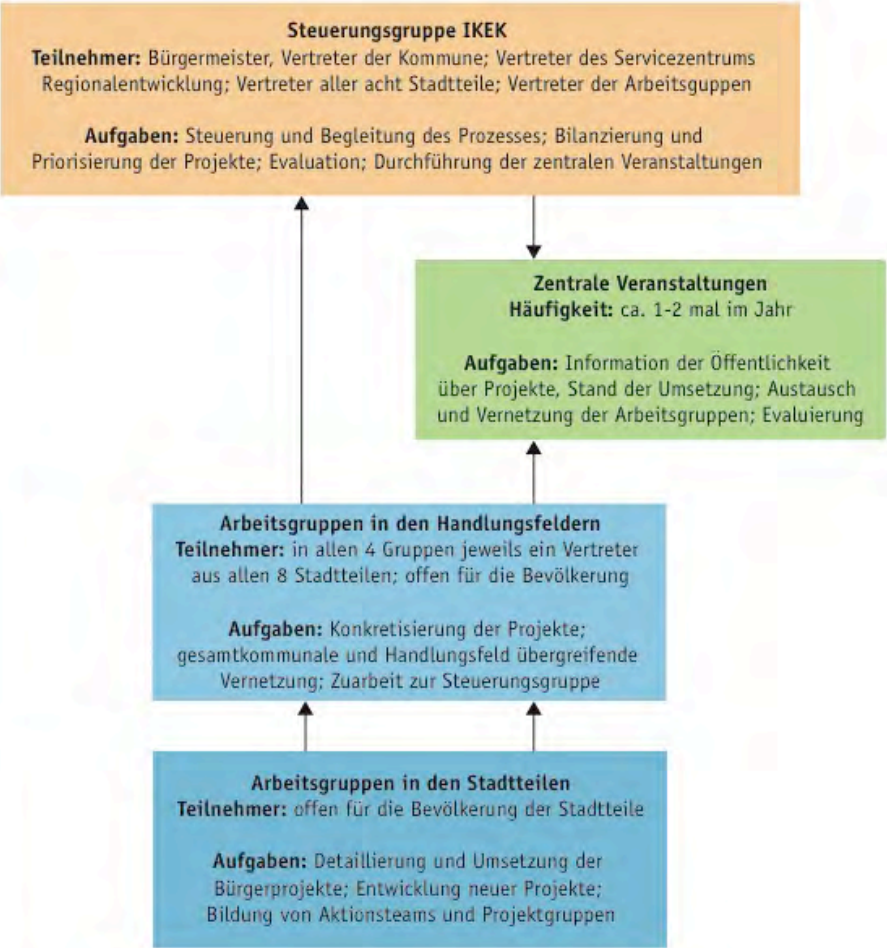 Steuerungsgruppe IKEK
Teilnehmer: Bürgermeister, Vertreter der Kommune; Vertreter des Servicezentrums
Regionalentwicklung; Vertreter aller acht Stadtteile; Vertreter der Arbeitsguppen
Aufgaben: Steuerung und Begleitung des Prozesses; Bilanzierung und
Priorisierung der Projekte; Evaluation; Durchführung der zentralen Veranstaltungen
Zentrale Veranstaltungen
Häufigkeit: ca. 1-2 mal im Jahr
Aufgaben: Information der Öffentlichkeit
über Projekte, Stand der Umsetzung; Austausch
und Vernetzung der Arbeitsgruppen; Evaluierung
Arbeitsgruppen in den Handlungsfeldern
Teilnehmer: in allen 4 Gruppen jeweils ein Vertreter
aus allen 8 Stadtteilen; offen für die Bevölkerung
Aufgaben: Konkretisierung der Projekte;
gesamtkommunale und Handlungsfeld übergreifende
Vernetzung; Zuarbeit zur Steuerungsgruppe
Arbeitsgruppen in den Stadtteilen
Teilnehmer: offen für die Bevölkerung der Stadtteile
Aufgaben: Detaillierung und Umsetzung der
Bürgerprojekte; Entwicklung neuer Projekte;
Bildung von Aktionsteams und Projektgruppen